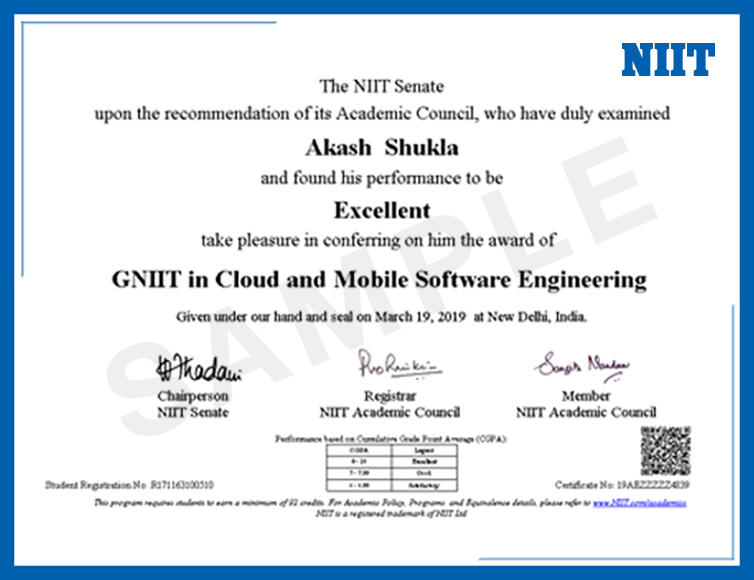 NIIT
The NIIT Senate
upon the recommendation of its Academic Council, who have duly examined
Akash Shukla
and found his performance to be
Excellent
take pleasure in conferring on him the award of
GNIIT in Cloud and Mobile Software Engineering
Given under our hand and seal on March 19, 2019 at New Delhi, India.
SAMPLE
Chairperson
NIIT Senate
Registrar
NIIT Academic Council
Member
NIIT Academic Council
Performance based on Cumulative Grade Point Average (CGPA):
CGPA Legend
8 - 10 Excellent
7 - 7.99 Good
6 - 6.99 Satisfactory
Student Registration No :R171163100510
Certificate No: 19AEZZZZZ4839
This program requires students to earn a minimum of 92 credits. For Academic Policy, Programs and Equivalence details, please refer to www.NIIT.com/academics
NIIT is a registered trademark of NIIT Ltd